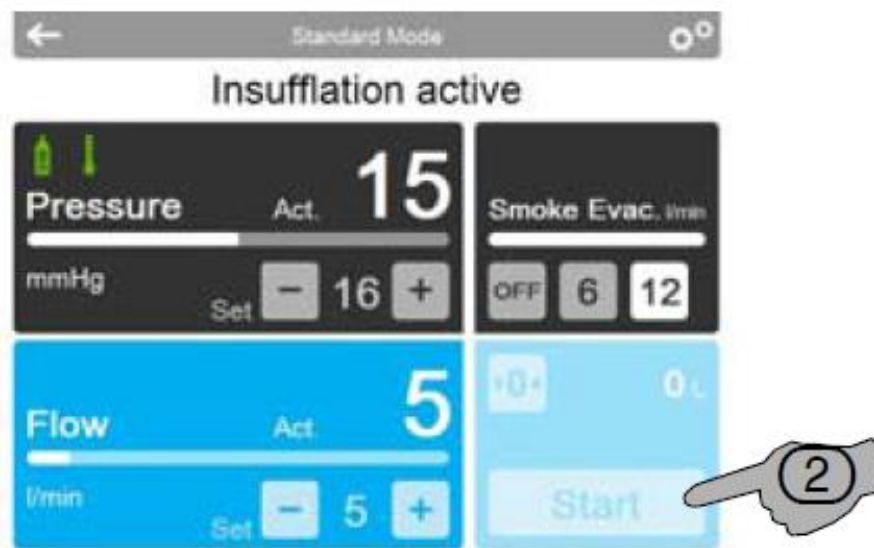 Standard Mode
Insufflation active
Pressure Act. 15
mmHg Set - 16 +
Smoke Evac. l/min
OFF 6 12
Flow Act. 5
l/min Set - 5 +
›0‹ 0 L
Start
2